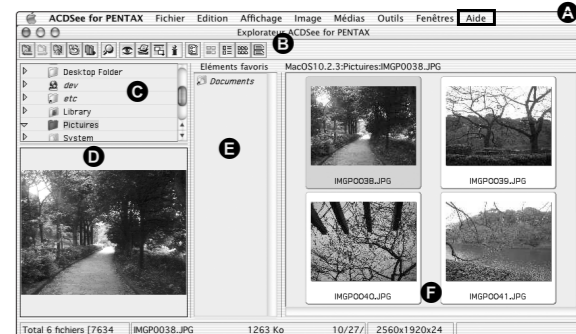 ACDSee for PENTAX Fichier Edition Affichage Image Médias Outils Fenêtres Aide A
Explorateur ACDSee for PENTAX
B
Eléments favoris MacOS10.2.3:Pictuires:IMGP0038.JPG
Desktop Folder
dev
etc
Library
Pictuires
System
C
Documents
D
E
IMGP0038.JPG IMGP0039.JPG
IMGP0040.JPG F IMGP0041.JPG
Total 6 fichiers [7634 IMGP0038.JPG 1263 Ko 10/27/ 2560x1920x24